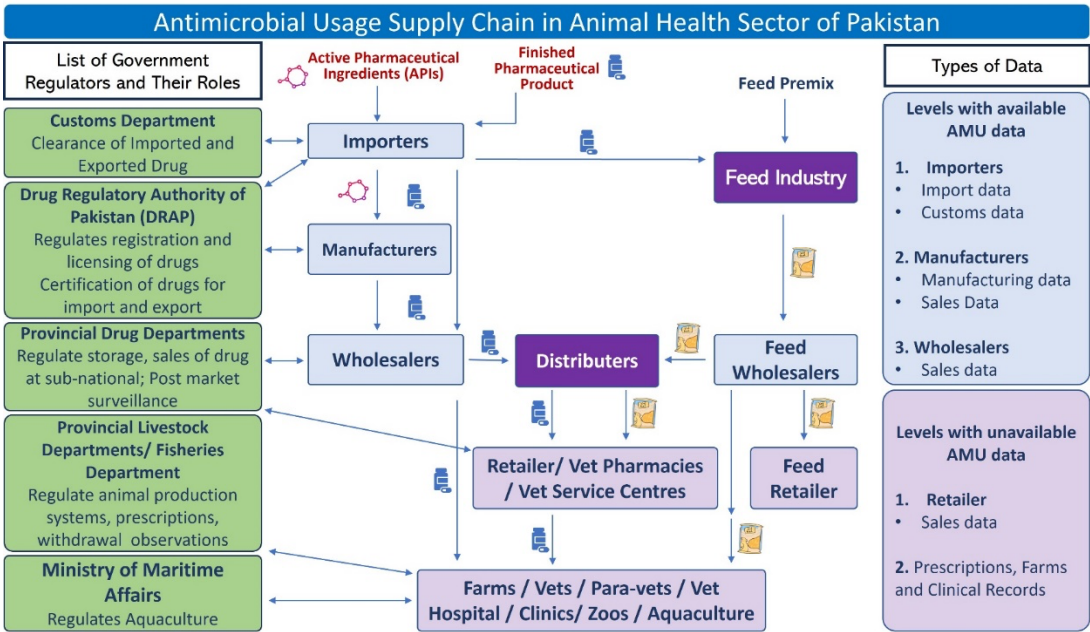 Antimicrobial Usage Supply Chain in Animal Health Sector of Pakistan
List of Government
Regulators and Their Roles
Customs Department
Clearance of Imported and
Exported Drug
Drug Regulatory Authority of
Pakistan (DRAP)
Regulates registration and
licensing of drugs
Certification of drugs for
import and export
Provincial Drug Departments
Regulate storage, sales of drug
at sub-national; Post market
surveillance
Provincial Livestock
Departments/ Fisheries
Department
Regulate animal production
systems, prescriptions,
withdrawal observations
Ministry of Maritime
Affairs
Regulates Aquaculture
Active Pharmaceutical
Ingredients (APIs)
Finished
Pharmaceutical
Product
Feed Premix
Importers
Feed Industry
Manufacturers
Wholesalers
Distributers
Feed
Wholesalers
Retailer/ Vet Pharmacies
/ Vet Service Centres
Feed
Retailer
Farms / Vets / Para-vets / Vet
Hospital / Clinics/ Zoos / Aquaculture
Types of Data
Levels with available
AMU data
1. Importers
• Import data
• Customs data
2. Manufacturers
• Manufacturing data
• Sales Data
3. Wholesalers
• Sales data
Levels with unavailable
AMU data
1. Retailer
• Sales data
2. Prescriptions, Farms
and Clinical Records